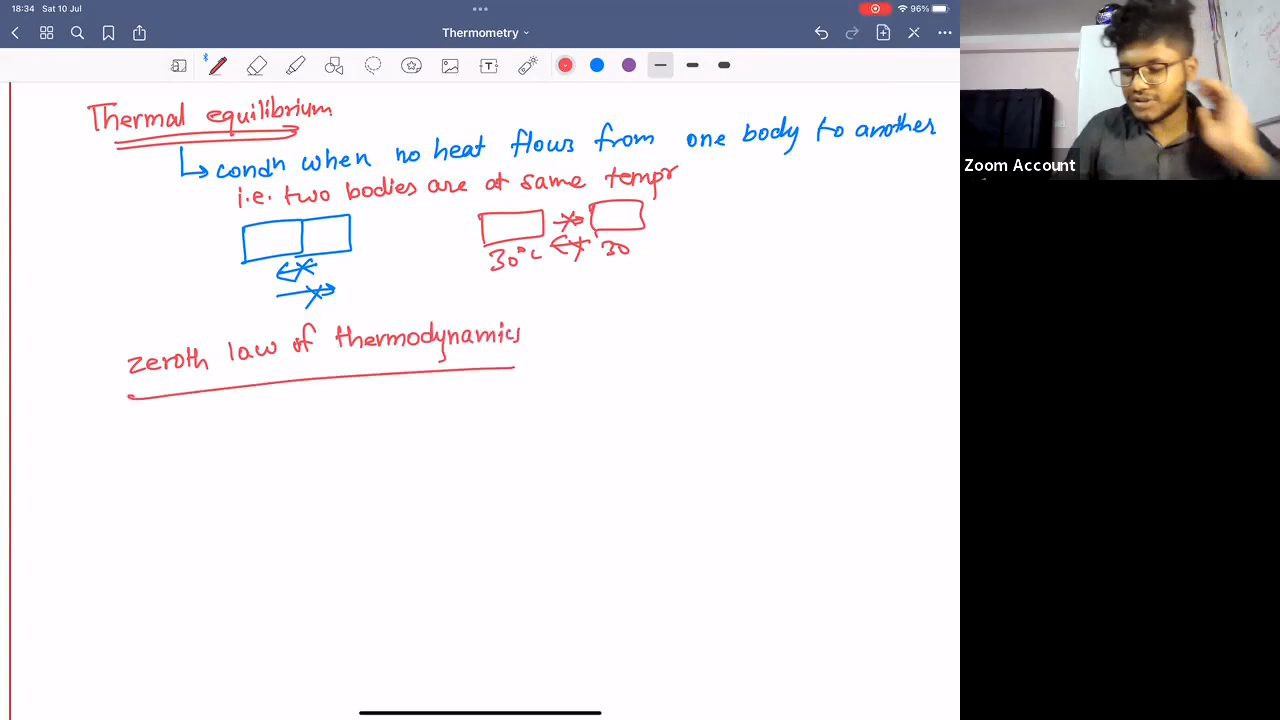 18:34 Sat 10 Jul
96%
Thermometry
Thermal equilibrium
condn when no heat flows from one body to another
i.e. two bodies are at same tempr
30°c 30
zeroth law of thermodynamics
Zoom Account